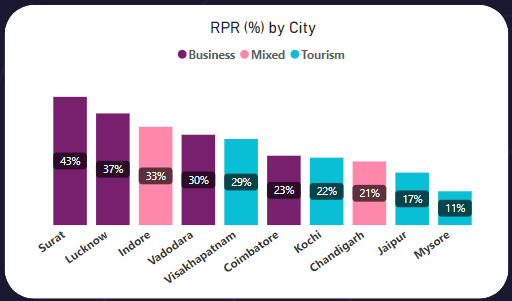 RPR (%) by City
Business Mixed Tourism
43%
37%
33%
30%
29%
23%
22%
21%
17%
11%
Surat
Lucknow
Indore
Vadodara
Visakhapatnam
Coimbatore
Kochi
Chandigarh
Jaipur
Mysore